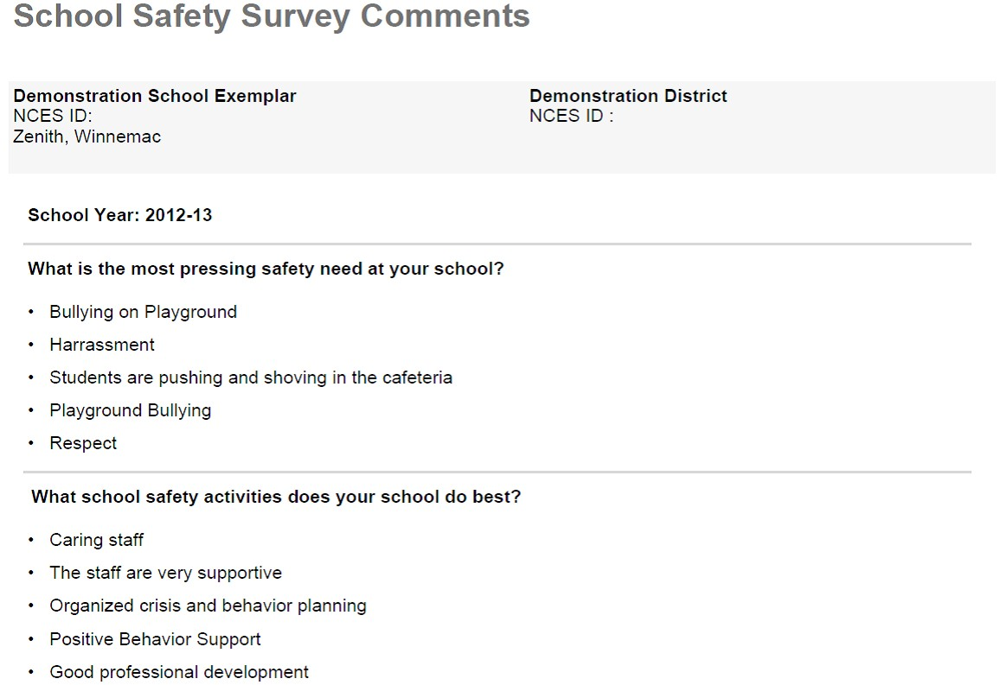 School Safety Survey Comments
Demonstration School Exemplar
NCES ID:
Zenith, Winnemac
Demonstration District
NCES ID :
School Year: 2012-13
What is the most pressing safety need at your school?
• Bullying on Playground
• Harrassment
• Students are pushing and shoving in the cafeteria
• Playground Bullying
• Respect
What school safety activities does your school do best?
• Caring staff
• The staff are very supportive
• Organized crisis and behavior planning
• Positive Behavior Support
• Good professional development